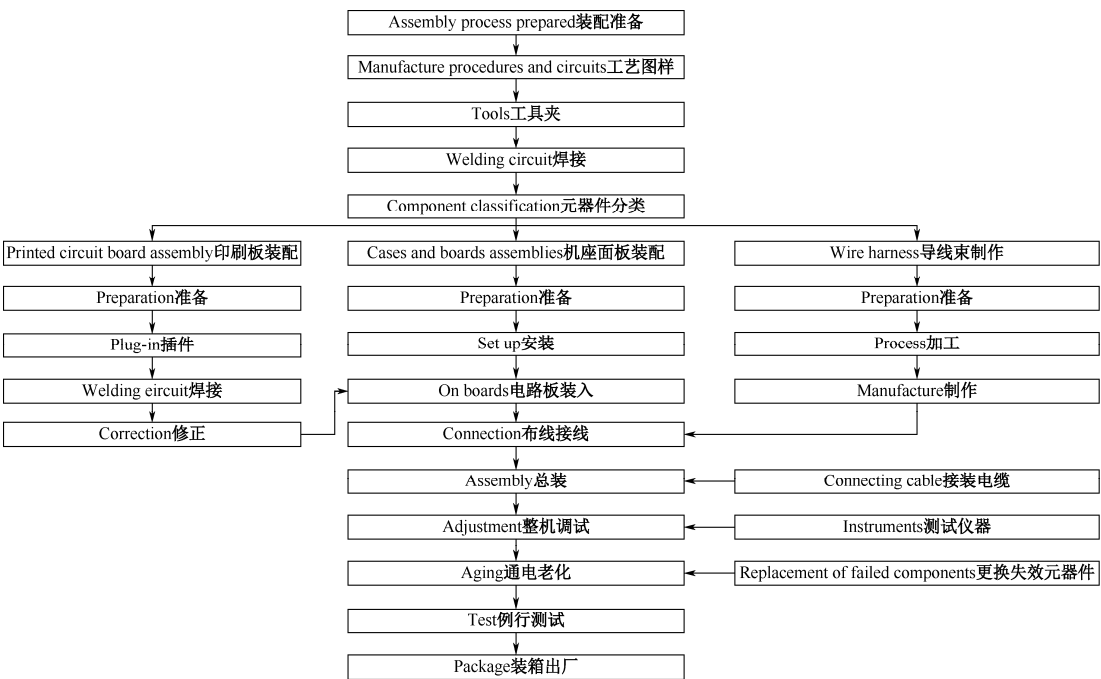 Assembly process prepared装配准备
Manufacture procedures and circuits工艺图样
Tools工具夹
Welding circuit焊接
Component classification元器件分类
Printed circuit board assembly印刷板装配
Cases and boards assemblies机座面板装配
Wire harness导线束制作
Preparation准备
Preparation准备
Preparation准备
Plug-in插件
Set up安装
Process加工
Welding eircuit焊接
On boards电路板装入
Manufacture制作
Correction修正
Connection布线接线
Assembly总装
Connecting cable接装电缆
Adjustment整机调试
Instruments测试仪器
Aging通电老化
Replacement of failed components更换失效元器件
Test例行测试
Package装箱出厂